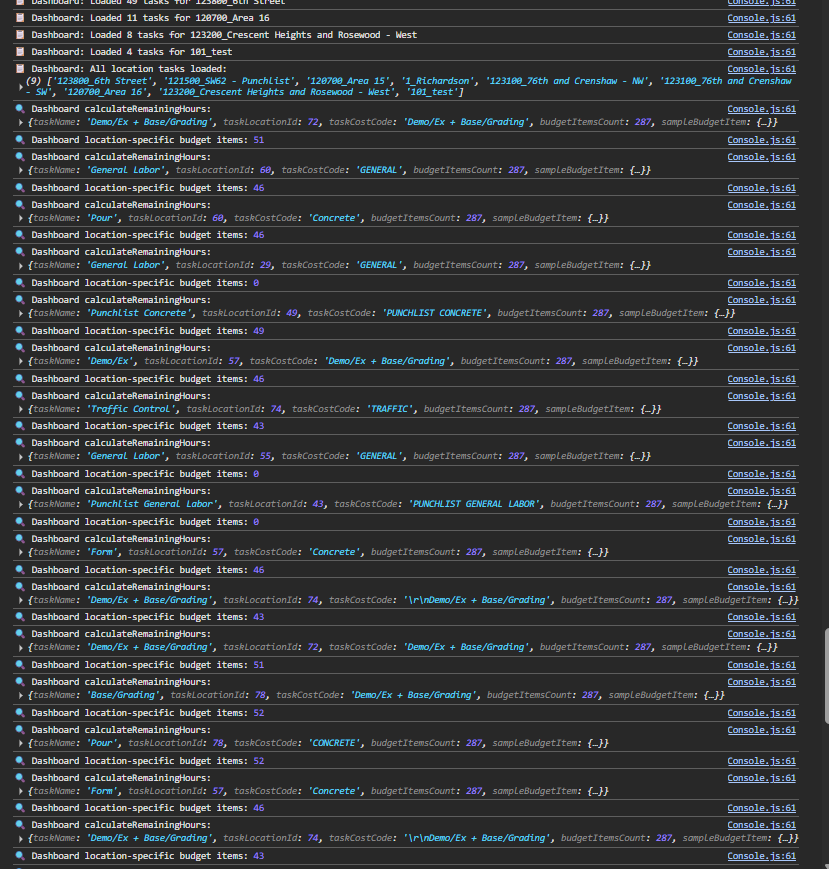 Dashboard: Loaded 49 tasks for 123800_6th Street Console.js:61
Dashboard: Loaded 11 tasks for 120700_Area 16 Console.js:61
Dashboard: Loaded 8 tasks for 123200_Crescent Heights and Rosewood - West Console.js:61
Dashboard: Loaded 4 tasks for 101_test Console.js:61
Dashboard: All location tasks loaded: Console.js:61
(9) ['123800_6th Street', '121500_SW62 - PunchList', '120700_Area 15', '1_Richardson', '123100_76th and Crenshaw - NW', '123100_76th and Crenshaw
- SW', '120700_Area 16', '123200_Crescent Heights and Rosewood - West', '101_test']
Dashboard calculateRemainingHours: Console.js:61
{taskName: 'Demo/Ex + Base/Grading', taskLocationId: 72, taskCostCode: 'Demo/Ex + Base/Grading', budgetItemsCount: 287, sampleBudgetItem: {…}}
Dashboard location-specific budget items: 51 Console.js:61
Dashboard calculateRemainingHours: Console.js:61
{taskName: 'General Labor', taskLocationId: 60, taskCostCode: 'GENERAL', budgetItemsCount: 287, sampleBudgetItem: {…}}
Dashboard location-specific budget items: 46 Console.js:61
Dashboard calculateRemainingHours: Console.js:61
{taskName: 'Pour', taskLocationId: 60, taskCostCode: 'Concrete', budgetItemsCount: 287, sampleBudgetItem: {…}}
Dashboard location-specific budget items: 46 Console.js:61
Dashboard calculateRemainingHours: Console.js:61
{taskName: 'General Labor', taskLocationId: 29, taskCostCode: 'GENERAL', budgetItemsCount: 287, sampleBudgetItem: {…}}
Dashboard location-specific budget items: 0 Console.js:61
Dashboard calculateRemainingHours: Console.js:61
{taskName: 'Punchlist Concrete', taskLocationId: 49, taskCostCode: 'PUNCHLIST CONCRETE', budgetItemsCount: 287, sampleBudgetItem: {…}}
Dashboard location-specific budget items: 49 Console.js:61
Dashboard calculateRemainingHours: Console.js:61
{taskName: 'Demo/Ex', taskLocationId: 57, taskCostCode: 'Demo/Ex + Base/Grading', budgetItemsCount: 287, sampleBudgetItem: {…}}
Dashboard location-specific budget items: 46 Console.js:61
Dashboard calculateRemainingHours: Console.js:61
{taskName: 'Traffic Control', taskLocationId: 74, taskCostCode: 'TRAFFIC', budgetItemsCount: 287, sampleBudgetItem: {…}}
Dashboard location-specific budget items: 43 Console.js:61
Dashboard calculateRemainingHours: Console.js:61
{taskName: 'General Labor', taskLocationId: 55, taskCostCode: 'GENERAL', budgetItemsCount: 287, sampleBudgetItem: {…}}
Dashboard location-specific budget items: 0 Console.js:61
Dashboard calculateRemainingHours: Console.js:61
{taskName: 'Punchlist General Labor', taskLocationId: 43, taskCostCode: 'PUNCHLIST GENERAL LABOR', budgetItemsCount: 287, sampleBudgetItem: {…}}
Dashboard location-specific budget items: 0 Console.js:61
Dashboard calculateRemainingHours: Console.js:61
{taskName: 'Form', taskLocationId: 57, taskCostCode: 'Concrete', budgetItemsCount: 287, sampleBudgetItem: {…}}
Dashboard location-specific budget items: 46 Console.js:61
Dashboard calculateRemainingHours: Console.js:61
{taskName: 'Demo/Ex + Base/Grading', taskLocationId: 74, taskCostCode: '\r\nDemo/Ex + Base/Grading', budgetItemsCount: 287, sampleBudgetItem: {…}}
Dashboard location-specific budget items: 43 Console.js:61
Dashboard calculateRemainingHours: Console.js:61
{taskName: 'Demo/Ex + Base/Grading', taskLocationId: 72, taskCostCode: 'Demo/Ex + Base/Grading', budgetItemsCount: 287, sampleBudgetItem: {…}}
Dashboard location-specific budget items: 51 Console.js:61
Dashboard calculateRemainingHours: Console.js:61
{taskName: 'Base/Grading', taskLocationId: 78, taskCostCode: 'Demo/Ex + Base/Grading', budgetItemsCount: 287, sampleBudgetItem: {…}}
Dashboard location-specific budget items: 52 Console.js:61
Dashboard calculateRemainingHours: Console.js:61
{taskName: 'Pour', taskLocationId: 78, taskCostCode: 'CONCRETE', budgetItemsCount: 287, sampleBudgetItem: {…}}
Dashboard location-specific budget items: 52 Console.js:61
Dashboard calculateRemainingHours: Console.js:61
{taskName: 'Form', taskLocationId: 57, taskCostCode: 'Concrete', budgetItemsCount: 287, sampleBudgetItem: {…}}
Dashboard location-specific budget items: 46 Console.js:61
Dashboard calculateRemainingHours: Console.js:61
{taskName: 'Demo/Ex + Base/Grading', taskLocationId: 74, taskCostCode: '\r\nDemo/Ex + Base/Grading', budgetItemsCount: 287, sampleBudgetItem: {…}}
Dashboard location-specific budget items: 43 Console.js:61